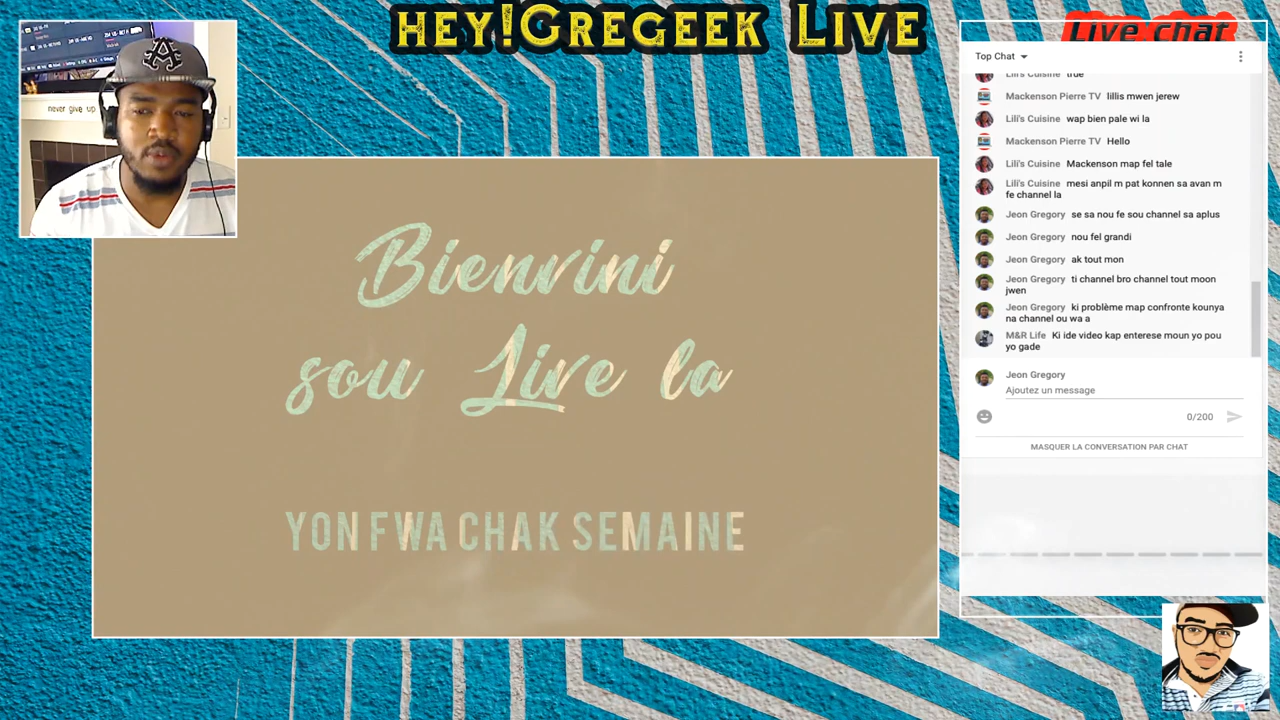 hey!Gregeek Live
Live chat
never give up
Top Chat
Lili's Cuisine true
Mackenson Pierre TV lillis mwen jerew
Lili's Cuisine wap bien pale wi la
Mackenson Pierre TV Hello
Lili's Cuisine Mackenson map fel tale
Lili's Cuisine mesi anpil m pat konnen sa avan m
fe channel la
Jeon Gregory se sa nou fe sou channel sa aplus
Jeon Gregory nou fel grandi
Jeon Gregory ak tout mon
Jeon Gregory ti channel bro channel tout moon
jwen
Jeon Gregory ki problème map confronte kounya
na channel ou wa a
M&R Life Ki ide video kap enterese moun yo pou
yo gade
Jeon Gregory
Ajoutez un message
0/200
MASQUER LA CONVERSATION PAR CHAT
Bienvini
sou Live la
YON FWA CHAK SEMAINE